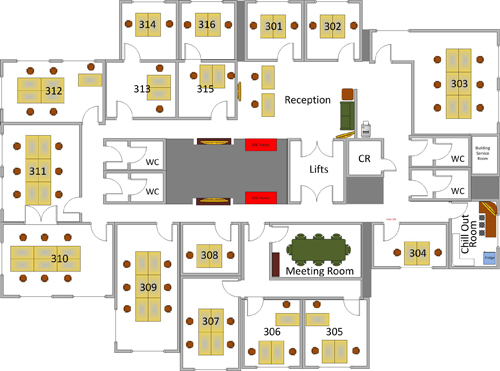 314
316
301
302
312
313
315
303
Reception
Building
Service
Room
WC
WC
311
Lifts
CR
WC
WC
Chill Out
Room
310
309
308
Meeting Room
304
Fridge
307
306
305